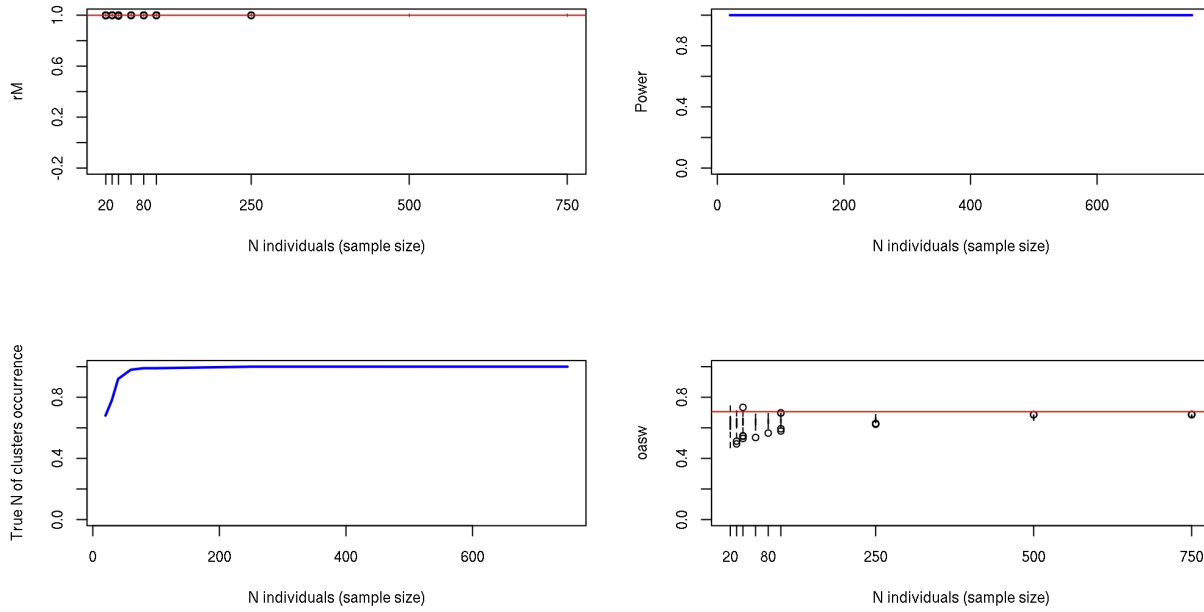 rM
1.0
0.6
0.2
-0.2
20 80 250 500 750
N individuals (sample size)
Power
0.8
0.4
0.0
0 200 400 600
N individuals (sample size)
True N of clusters occurrence
0.8
0.4
0.0
0 200 400 600
N individuals (sample size)
oasw
0.8
0.4
0.0
20 80 250 500 750
N individuals (sample size)